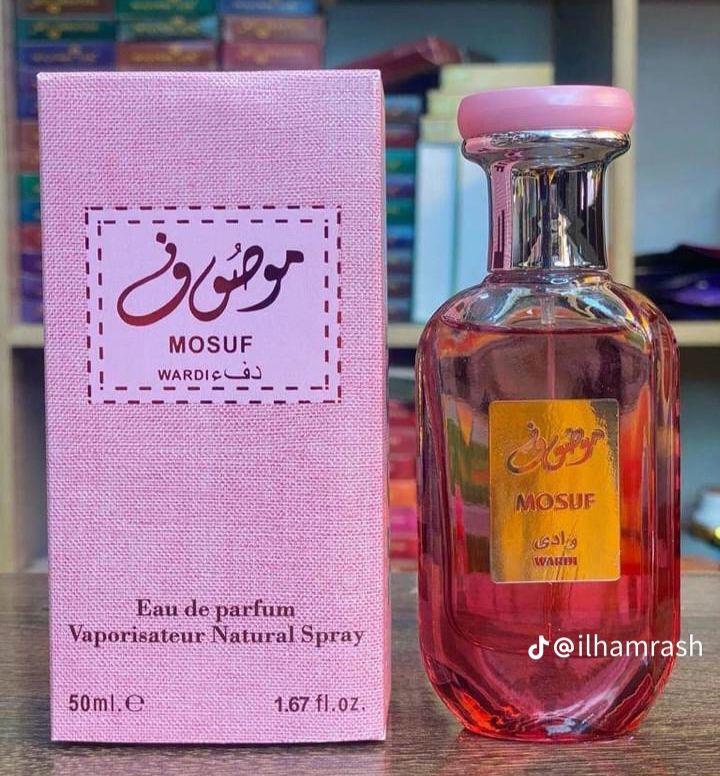 موصوف
MOSUF
WARDI دفء
Eau de parfum
Vaporisateur Natural Spray
50ml. ℮ 1.67 fl.oz.
موصوف
MOSUF
وادى
WARDI
@ilhamrash